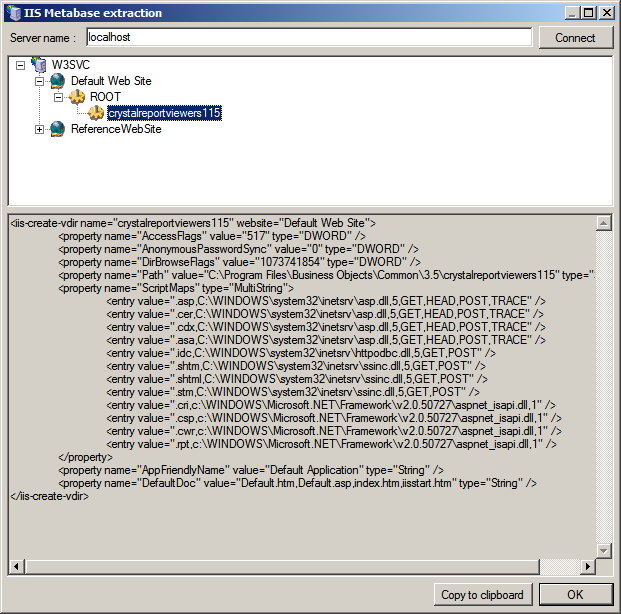 IIS Metabase extraction
Server name : localhost Connect
W3SVC
Default Web Site
ROOT
crystalreportviewers115
ReferenceWebSite
<iis-create-vdir name="crystalreportviewers115" website="Default Web Site">
<property name="AccessFlags" value="517" type="DWORD" />
<property name="AnonymousPasswordSync" value="0" type="DWORD" />
<property name="DirBrowseFlags" value="1073741854" type="DWORD" />
<property name="Path" value="C:\Program Files\Business Objects\Common\3.5\crystalreportviewers115" type="
<property name="ScriptMaps" type="MultiString">
<entry value=".asp,C:\WINDOWS\system32\inetsrv\asp.dll,5,GET,HEAD,POST,TRACE" />
<entry value=".cer,C:\WINDOWS\system32\inetsrv\asp.dll,5,GET,HEAD,POST,TRACE" />
<entry value=".cdx,C:\WINDOWS\system32\inetsrv\asp.dll,5,GET,HEAD,POST,TRACE" />
<entry value=".asa,C:\WINDOWS\system32\inetsrv\asp.dll,5,GET,HEAD,POST,TRACE" />
<entry value=".idc,C:\WINDOWS\system32\inetsrv\httpodbc.dll,5,GET,POST" />
<entry value=".shtm,C:\WINDOWS\system32\inetsrv\ssinc.dll,5,GET,POST" />
<entry value=".shtml,C:\WINDOWS\system32\inetsrv\ssinc.dll,5,GET,POST" />
<entry value=".stm,C:\WINDOWS\system32\inetsrv\ssinc.dll,5,GET,POST" />
<entry value=".cri,c:\WINDOWS\Microsoft.NET\Framework\v2.0.50727\aspnet_isapi.dll,1" />
<entry value=".csp,c:\WINDOWS\Microsoft.NET\Framework\v2.0.50727\aspnet_isapi.dll,1" />
<entry value=".cwr,c:\WINDOWS\Microsoft.NET\Framework\v2.0.50727\aspnet_isapi.dll,1" />
<entry value=".rpt,c:\WINDOWS\Microsoft.NET\Framework\v2.0.50727\aspnet_isapi.dll,1" />
</property>
<property name="AppFriendlyName" value="Default Application" type="String" />
<property name="DefaultDoc" value="Default.htm,Default.asp,index.htm,iisstart.htm" type="String" />
</iis-create-vdir>
Copy to clipboard OK